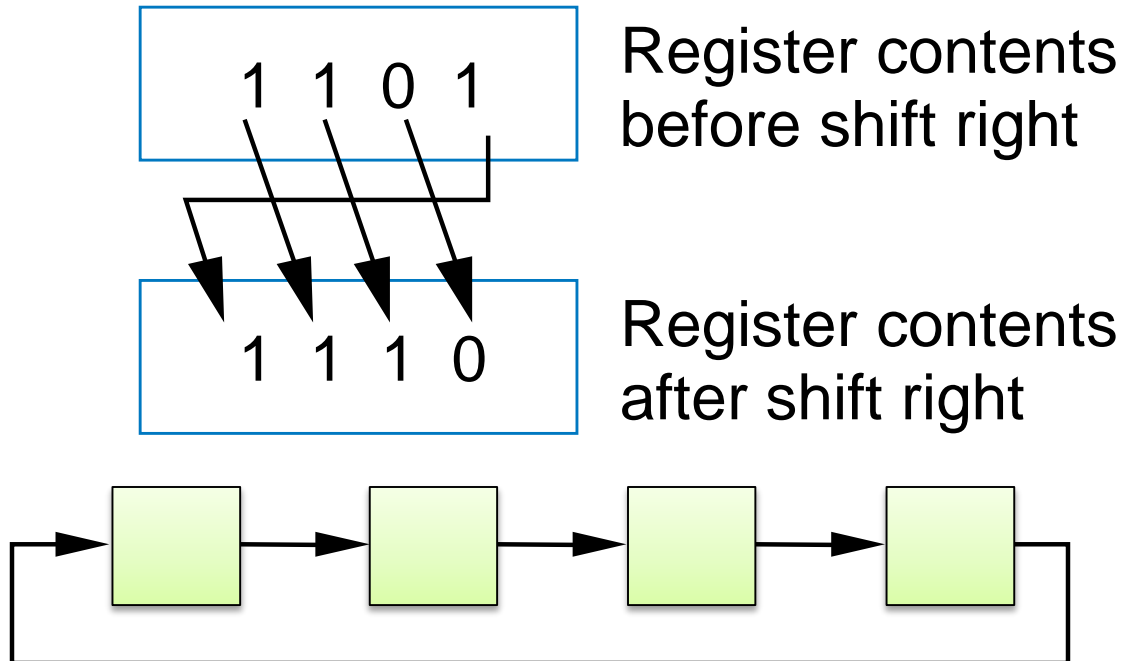 1 1 0 1
Register contents
before shift right
1 1 1 0
Register contents
after shift right